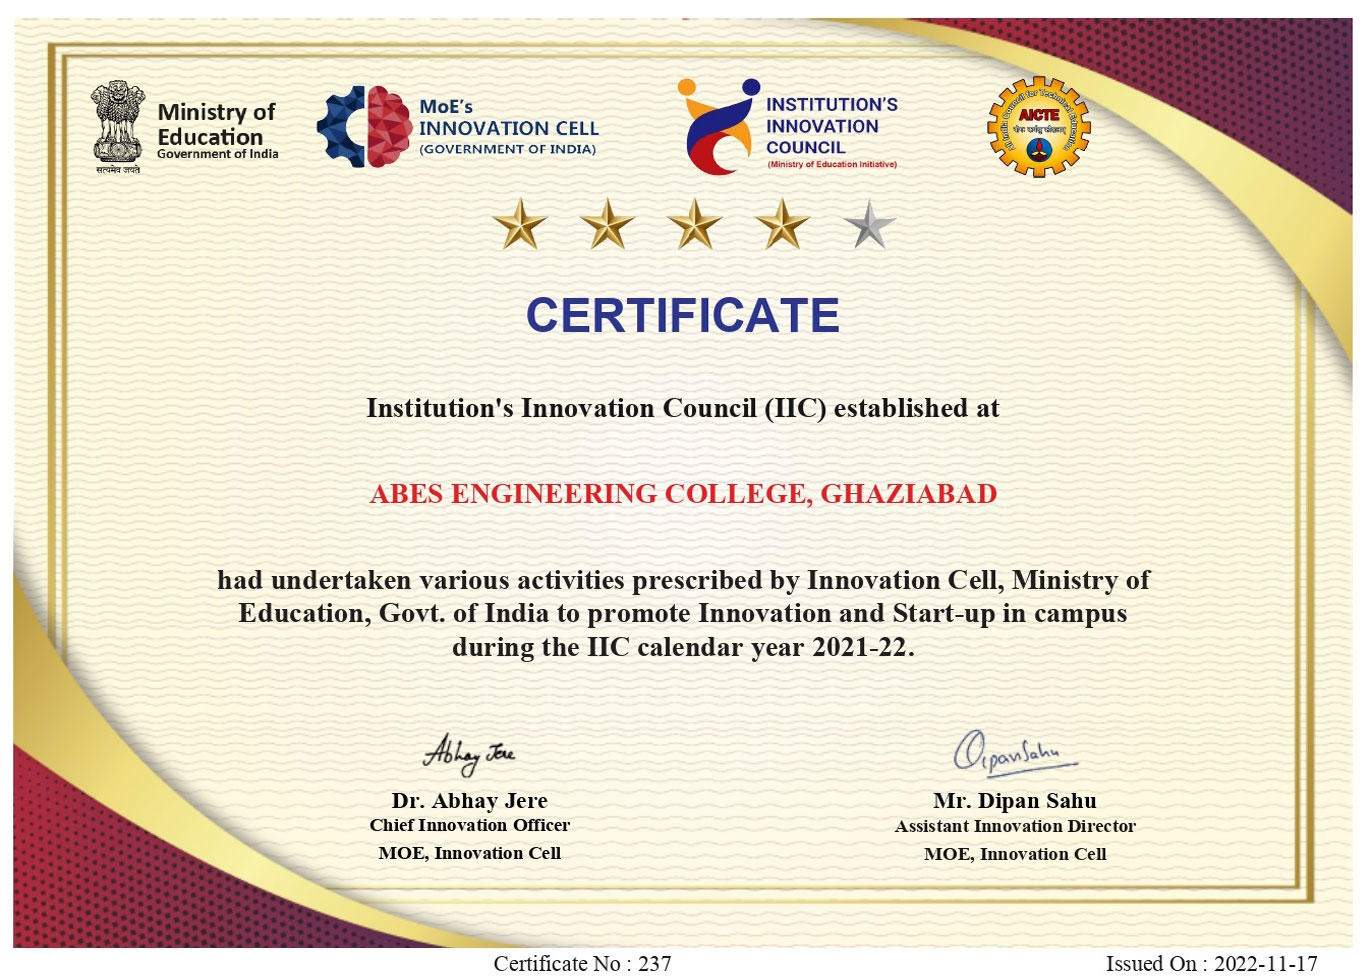 Ministry of
Education
Government of India
सत्यमेव जयते
MoE's
INNOVATION CELL
(GOVERNMENT OF INDIA)
INSTITUTION'S
INNOVATION
COUNCIL
(Ministry of Education Initiative)
All India Council for Technical Education
AICTE
CERTIFICATE
Institution's Innovation Council (IIC) established at
ABES ENGINEERING COLLEGE, GHAZIABAD
had undertaken various activities prescribed by Innovation Cell, Ministry of
Education, Govt. of India to promote Innovation and Start-up in campus
during the IIC calendar year 2021-22.
Abhay Jere
Dipan Sahu
Dr. Abhay Jere
Chief Innovation Officer
MOE, Innovation Cell
Mr. Dipan Sahu
Assistant Innovation Director
MOE, Innovation Cell
Certificate No : 237
Issued On : 2022-11-17